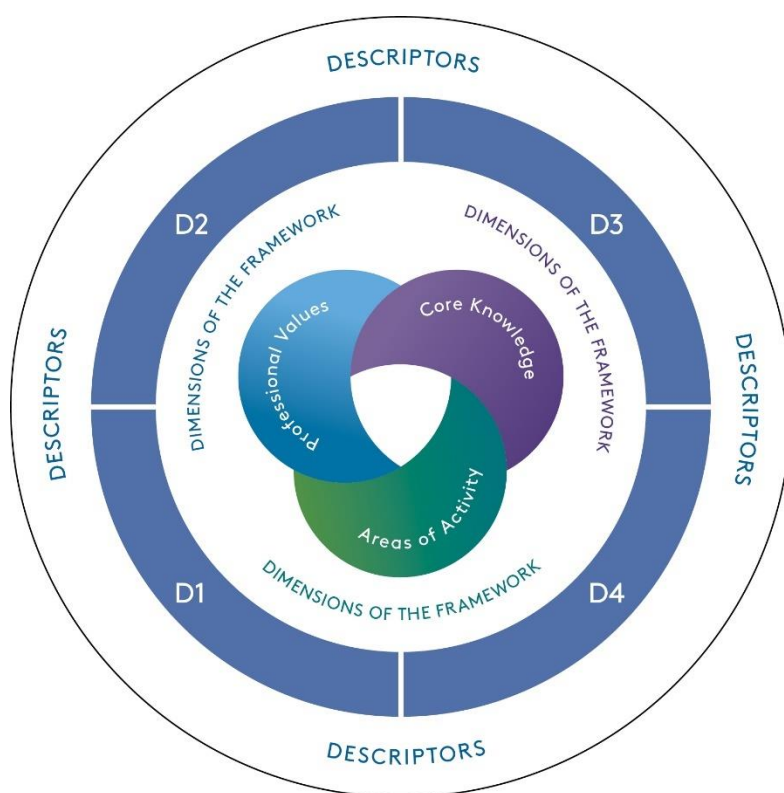 DESCRIPTORS
D2
D3
DIMENSIONS OF THE FRAMEWORK
DIMENSIONS OF THE FRAMEWORK
Professional Values
Core Knowledge
DESCRIPTORS
DESCRIPTORS
Areas of Activity
DIMENSIONS OF THE FRAMEWORK
D1
D4
DESCRIPTORS